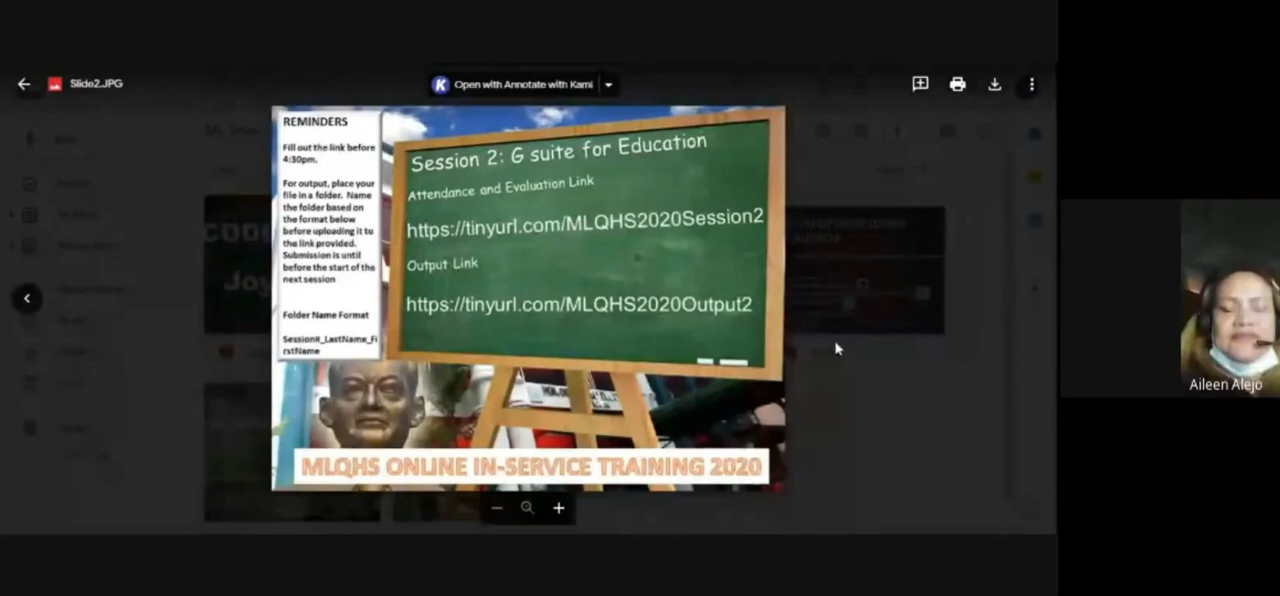 Slide2.JPG
Open with Annotate with Kami
REMINDERS
Fill out the link before
4:30pm.
For output, place your
file in a folder. Name
the folder based on
the format below
before uploading it to
the link provided.
Submission is until
before the start of the
next session
Folder Name Format
Session#_LastName_Fi
rstName
Session 2: G suite for Education
Attendance and Evaluation Link
https://tinyurl.com/MLQHS2020Session2
Output Link
https://tinyurl.com/MLQHS2020Output2
MLQHS ONLINE IN-SERVICE TRAINING 2020
Aileen Alejo